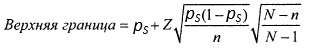 Верхняя граница = p_S + Z√(p_S(1−p_S)/n) √((N−n)/(N−1))